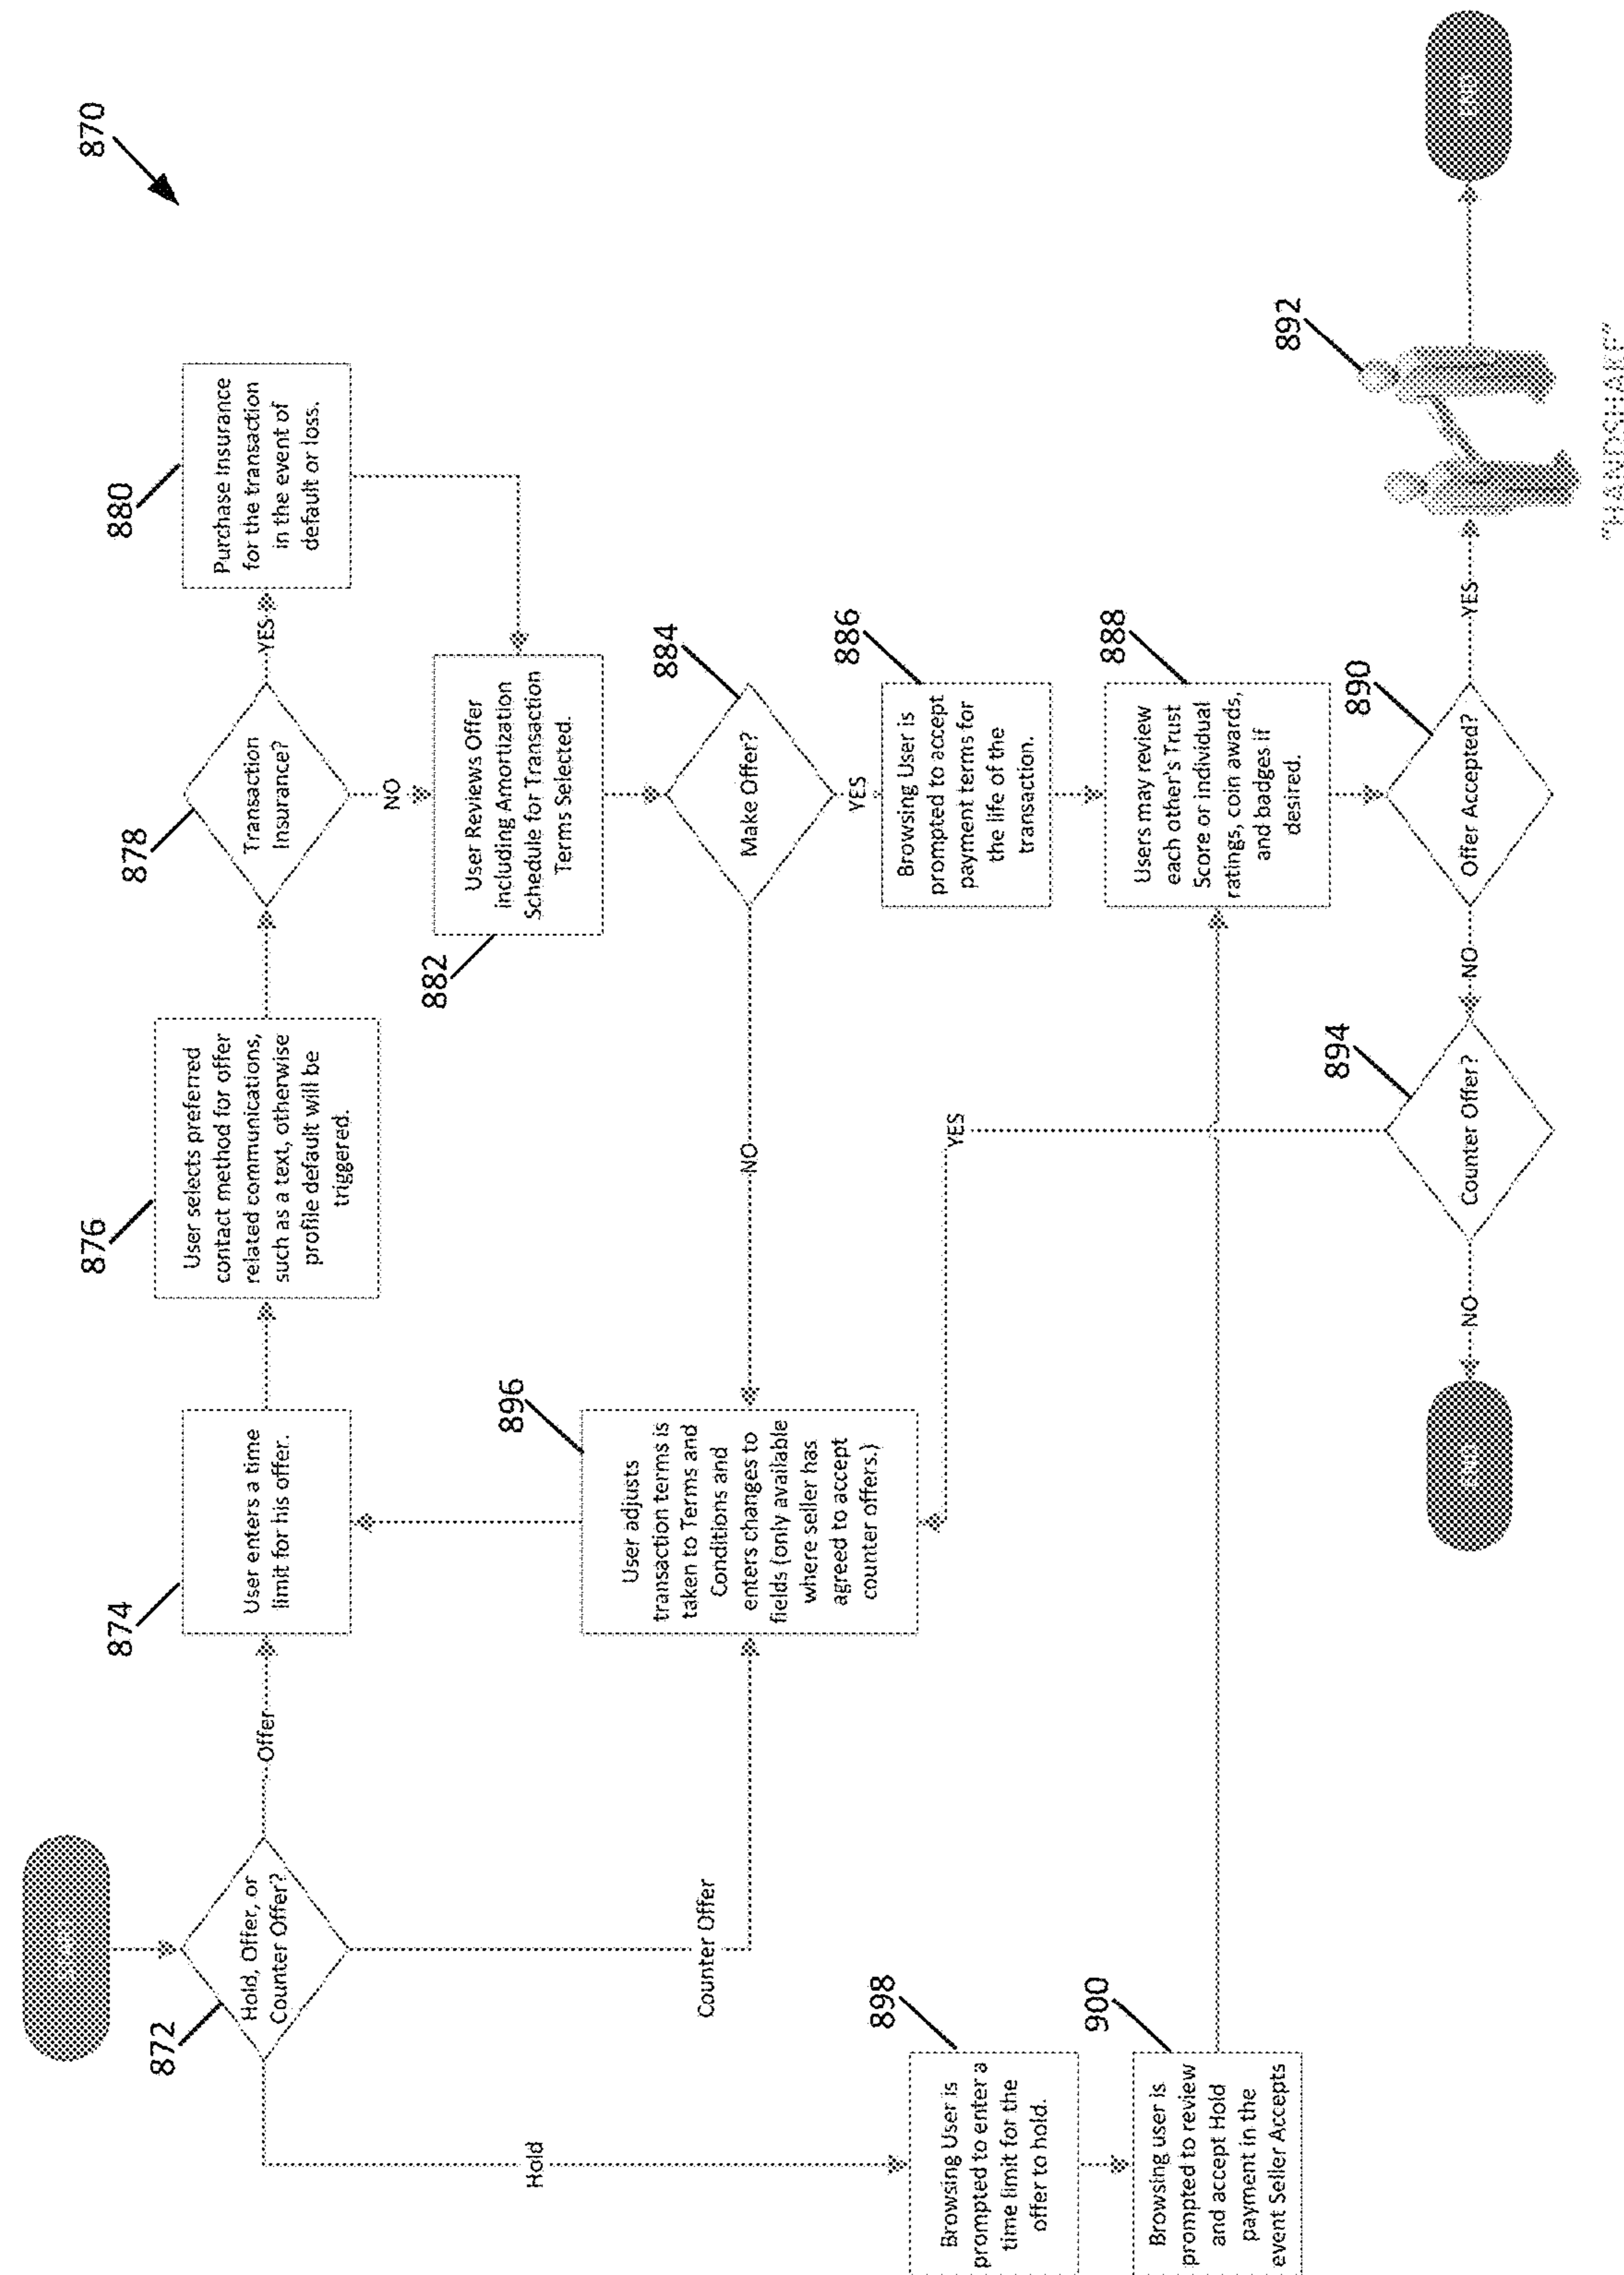 870
872
Hold, Offer, or
Counter Offer?
Offer
874
User enters a time
limit for his offer.
876
User selects preferred
contact method for offer
related communications,
such as a text, otherwise
profile default will be
triggered.
878
Transaction
Insurance?
YES
880
Purchase Insurance
for the transaction
in the event of
default or loss.
NO
882
User Reviews Offer
including Amortization
Schedule for Transaction
Terms Selected.
Counter Offer
896
User adjusts
transaction terms is
taken to Terms and
Conditions and
enters changes to
fields (only available
where seller has
agreed to accept
counter offers.)
NO
884
Make Offer?
YES
886
Browsing User is
prompted to accept
payment terms for
the life of the
transaction.
Hold
898
Browsing User is
prompted to enter a
time limit for the
offer to hold.
900
Browsing user is
prompted to review
and accept Hold
payment in the
event Seller Accepts
YES
888
Users may review
each other's Trust
Score or individual
ratings, coin awards,
and badges if
desired.
NO
894
Counter Offer?
NO
890
Offer Accepted?
YES
892
"HANDSHAKE"